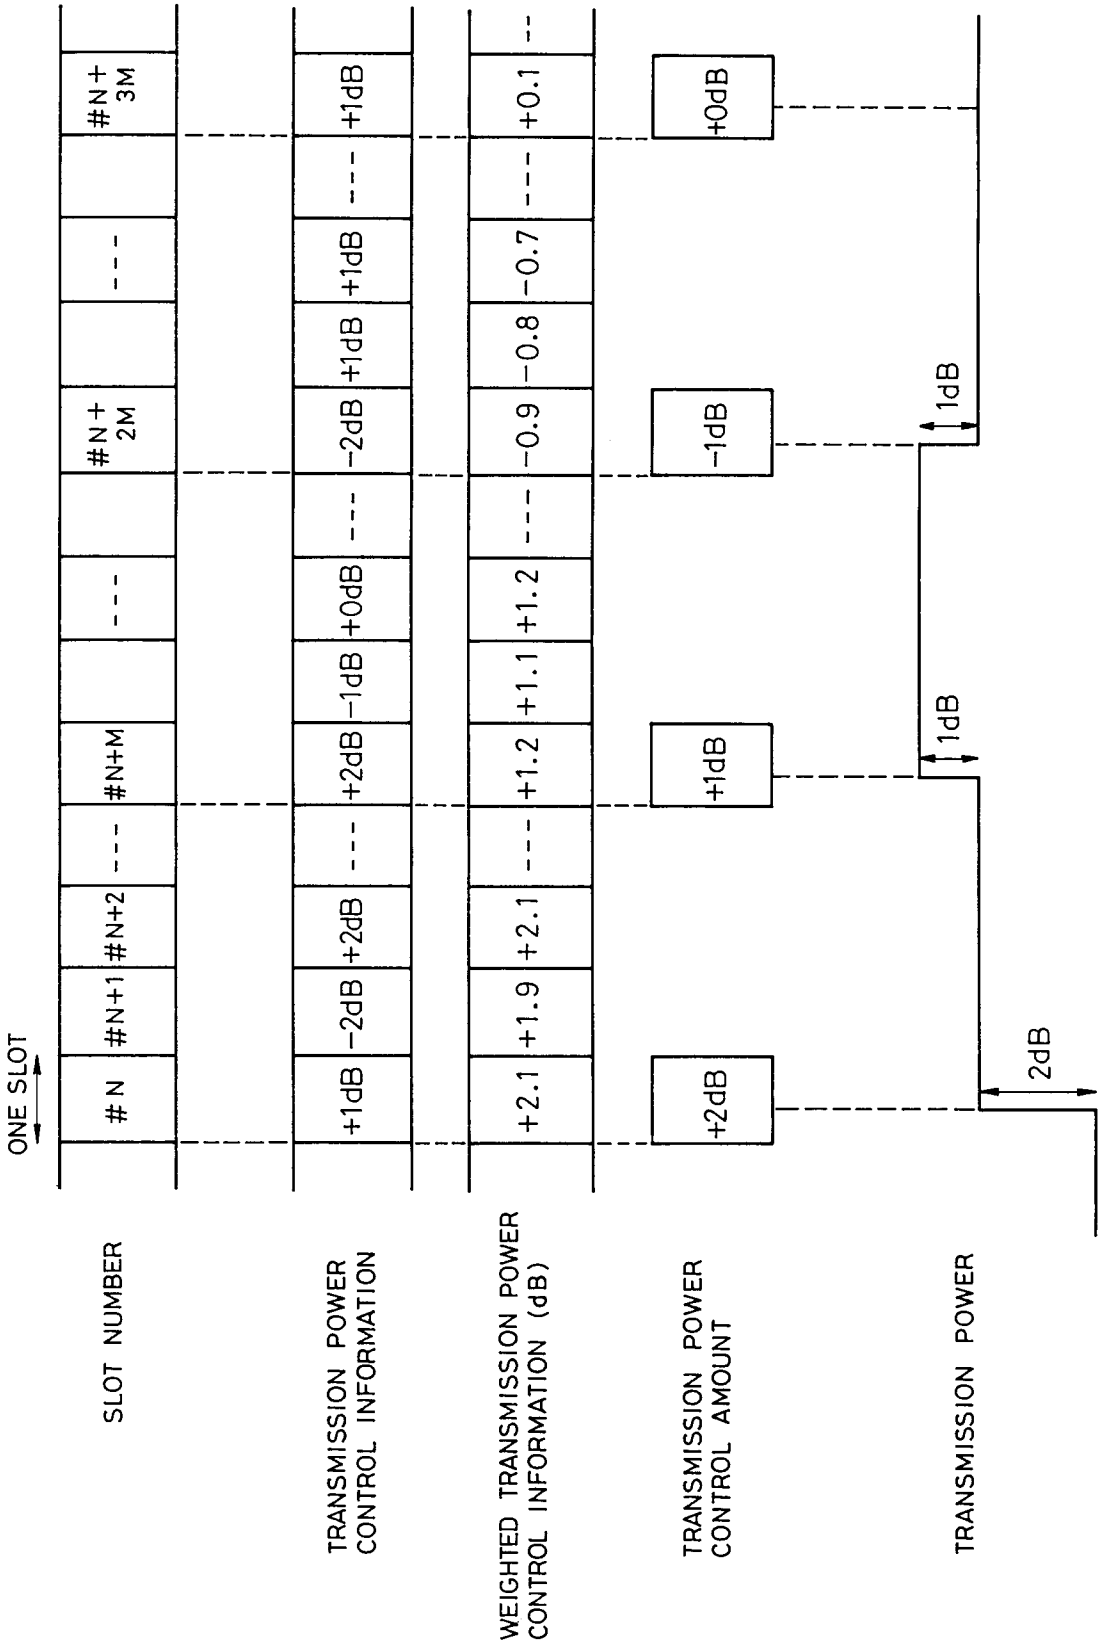 ONE SLOT
SLOT NUMBER
#N
#N+1
#N+2
---
#N+M
---
#N+
2M
---
#N+
3M
TRANSMISSION POWER
CONTROL INFORMATION
+1dB
-2dB
+2dB
---
+2dB
-1dB
+0dB
---
-2dB
+1dB
+1dB
---
+1dB
WEIGHTED TRANSMISSION POWER
CONTROL INFORMATION (dB)
+2.1
+1.9
+2.1
---
+1.2
+1.1
+1.2
---
-0.9
-0.8
-0.7
---
+0.1
--
TRANSMISSION POWER
CONTROL AMOUNT
+2dB
+1dB
-1dB
+0dB
TRANSMISSION POWER
2dB
1dB
1dB